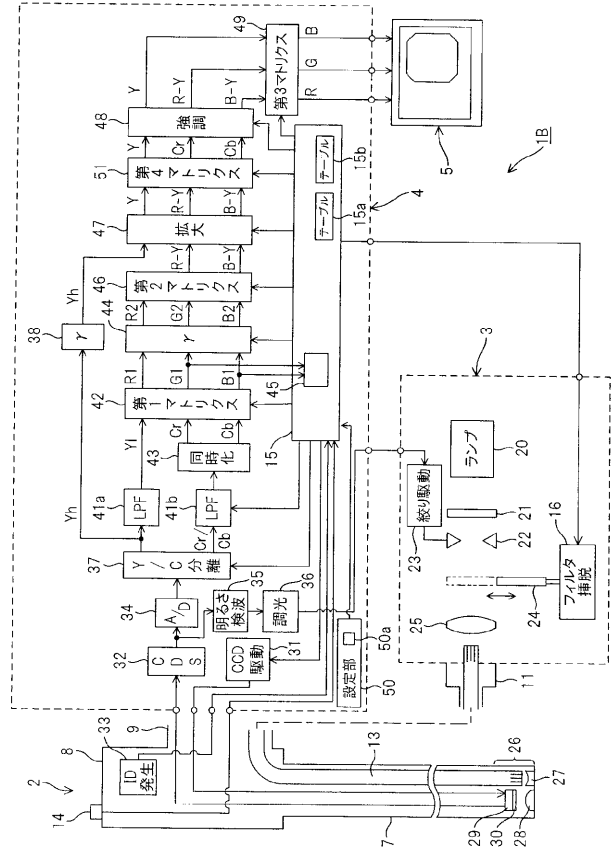 1B
2
14
8
33
ID
発生
9
7
13
26
27
28
29
30
32
CDS
34
A/D
35
明るさ
検波
36
調光
31
CCD
駆動
37
Y/C分離
Yh
38
γ
Yh
41a
LPF
Yl
41b
LPF
Cr/
Cb
43
同時化
Cr
Cb
42
第1マトリクス
R1
G1
B1
44
γ
R2
G2
B2
45
46
第2マトリクス
R-Y
B-Y
47
拡大
Y
R-Y
B-Y
51
第4マトリクス
Y
Cr
Cb
48
強調
Y
R-Y
B-Y
49
第3マトリクス
R
G
B
5
15
テーブル
15a
テーブル
15b
4
50
設定部
50a
3
絞り駆動
23
ランプ
20
21
22
16
フィルタ
挿脱
24
25
11